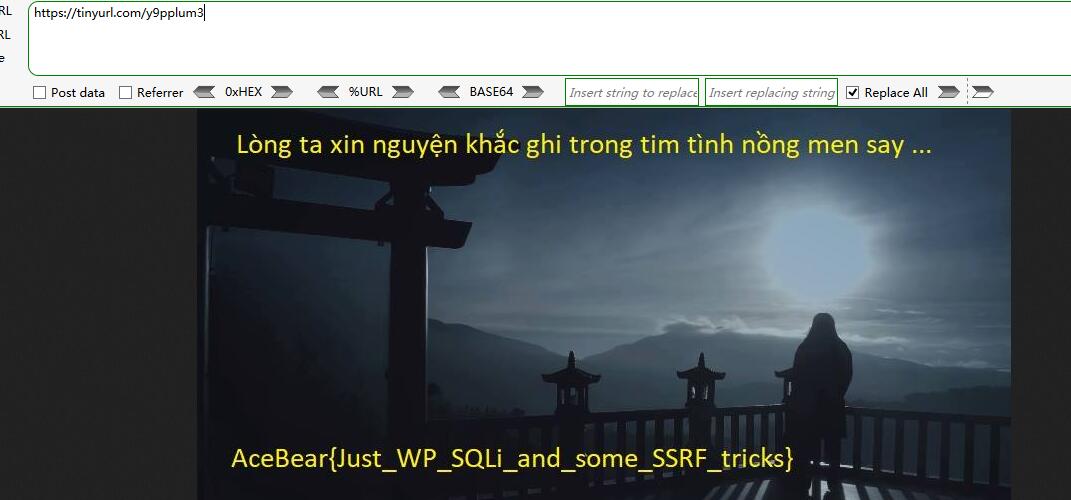 RL
https://tinyurl.com/y9pplum3
RL
e
Post data Referrer 0xHEX %URL BASE64 Insert string to replace Insert replacing string Replace All
Lòng ta xin nguyện khắc ghi trong tim tình nồng men say ...
AceBear{Just_WP_SQLi_and_some_SSRF_tricks}